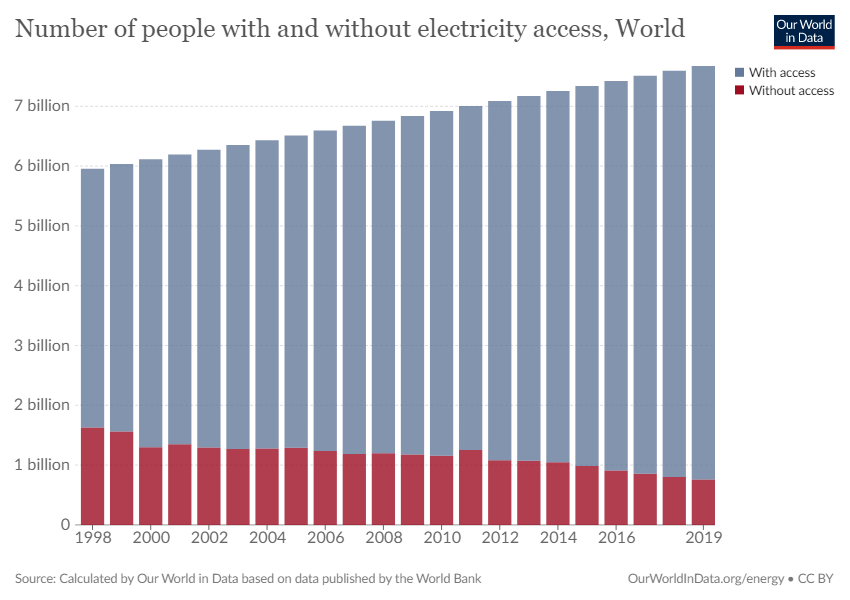 Number of people with and without electricity access, World
Our World
in Data
With access
Without access
7 billion
6 billion
5 billion
4 billion
3 billion
2 billion
1 billion
0
1998 2000 2002 2004 2006 2008 2010 2012 2014 2016 2019
Source: Calculated by Our World in Data based on data published by the World Bank
OurWorldInData.org/energy • CC BY